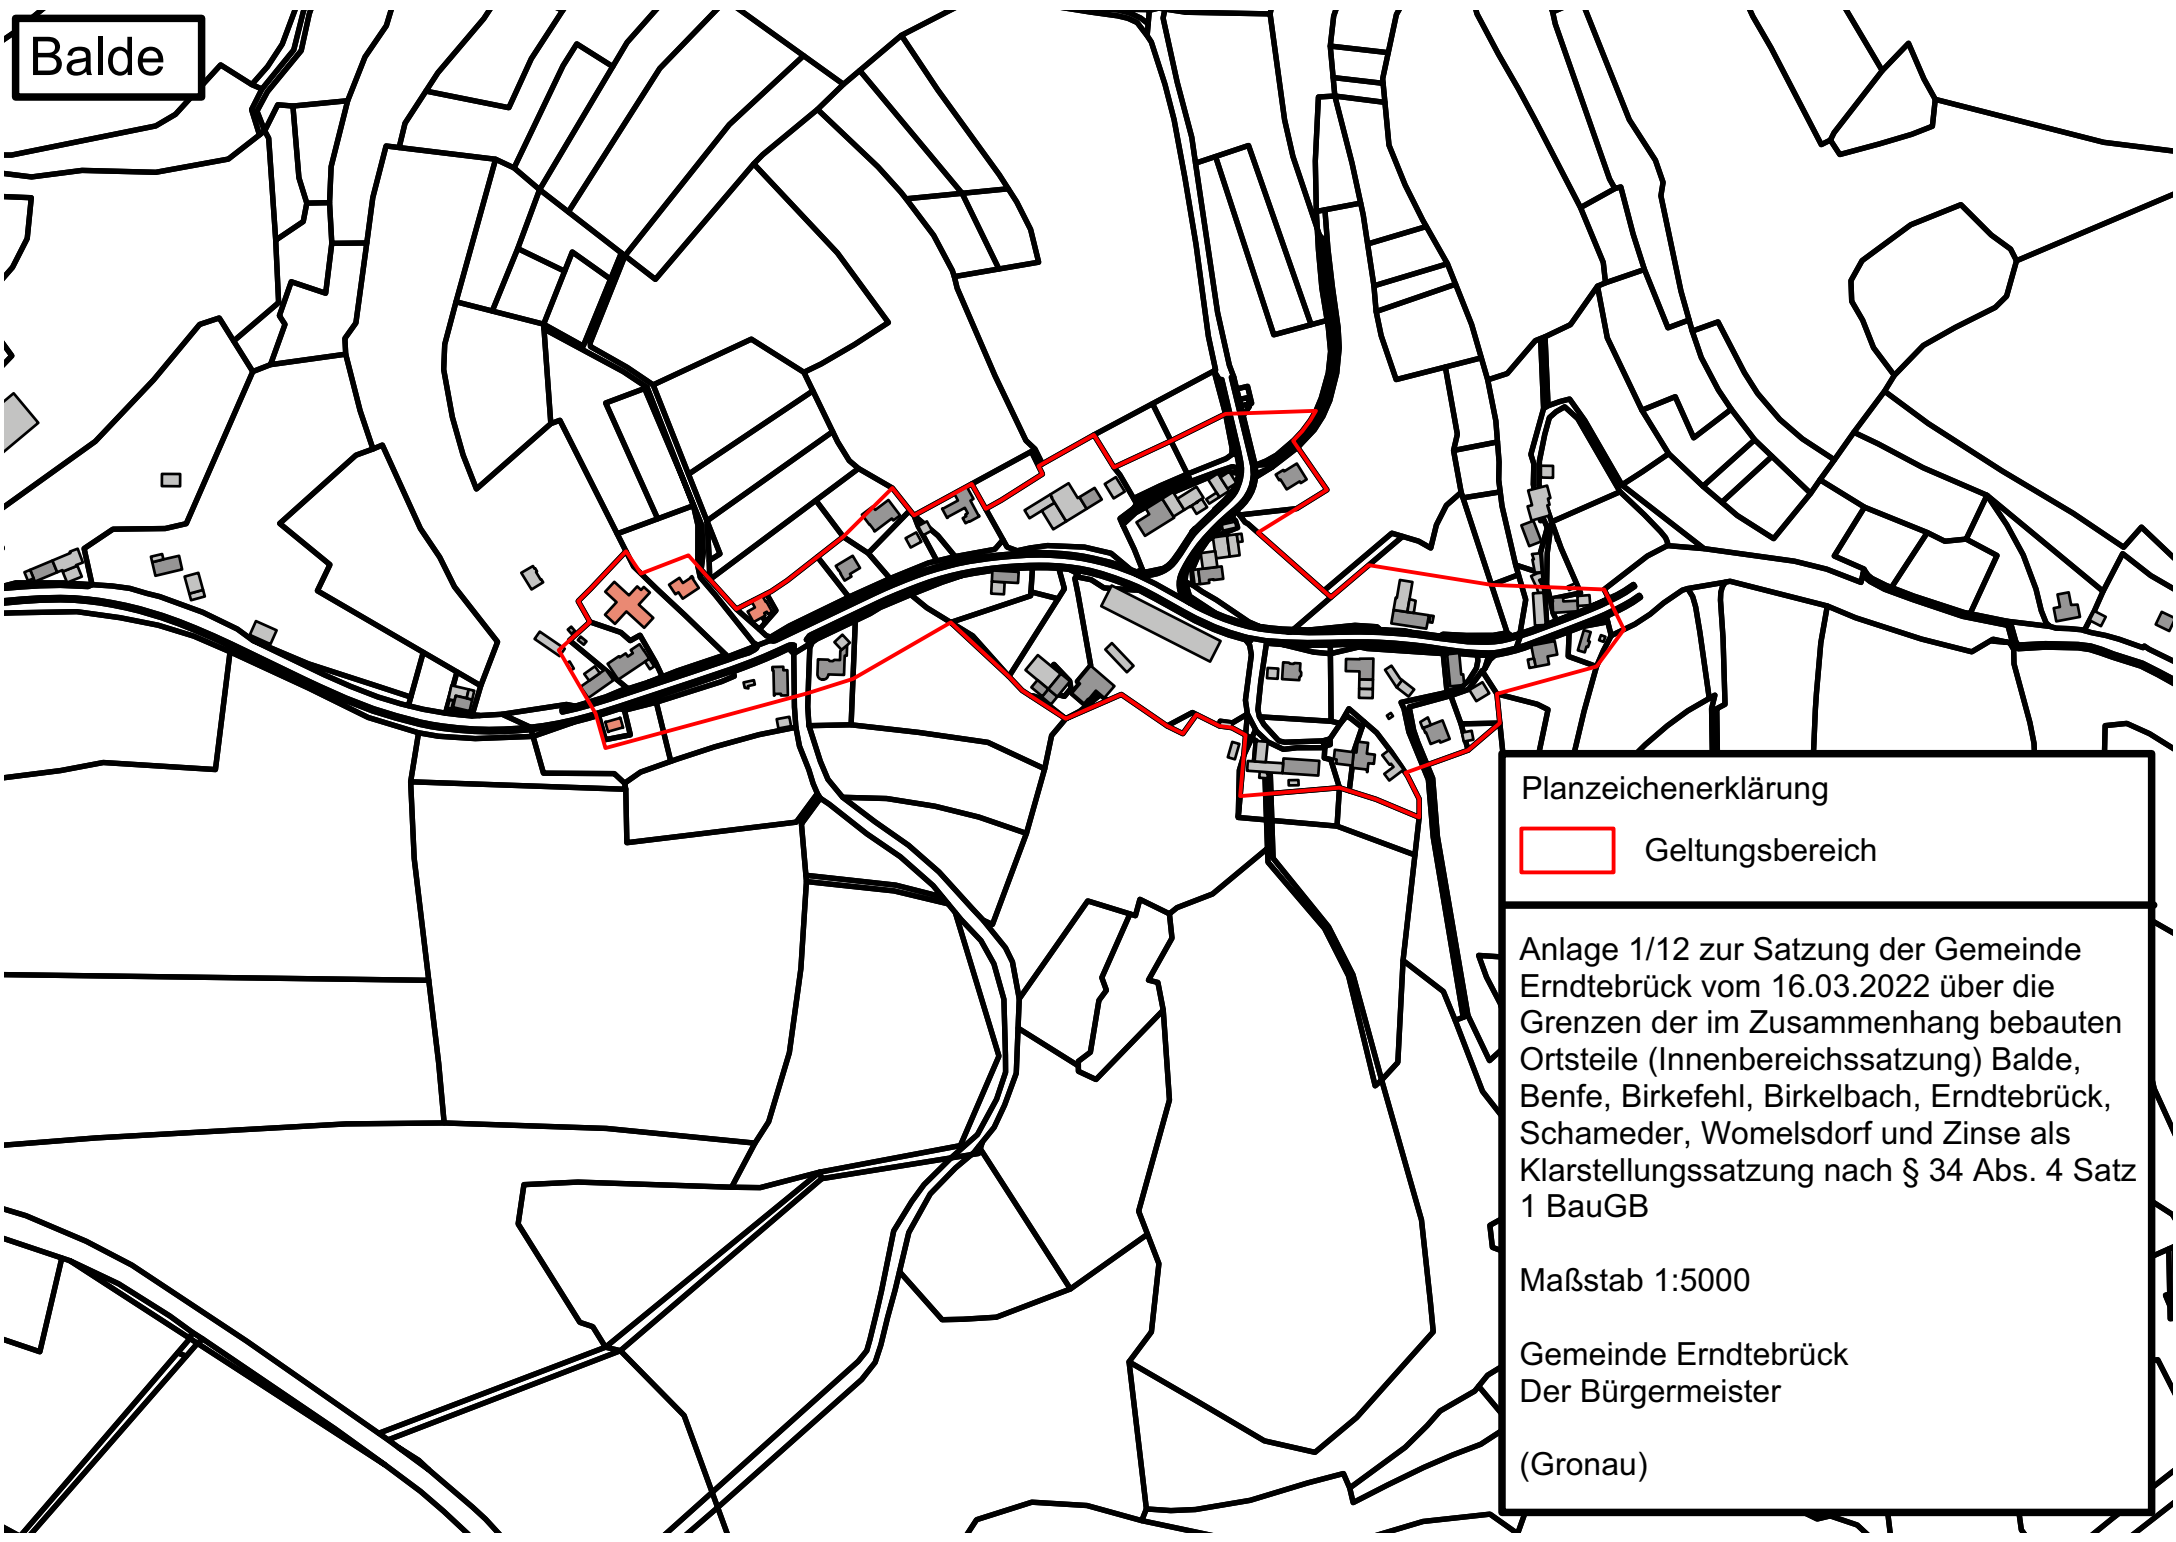 Balde
Planzeichenerklärung
Geltungsbereich
Anlage 1/12 zur Satzung der Gemeinde
Erndtebrück vom 16.03.2022 über die
Grenzen der im Zusammenhang bebauten
Ortsteile (Innenbereichssatzung) Balde,
Benfe, Birkefehl, Birkelbach, Erndtebrück,
Schameder, Womelsdorf und Zinse als
Klarstellungssatzung nach § 34 Abs. 4 Satz
1 BauGB
Maßstab 1:5000
Gemeinde Erndtebrück
Der Bürgermeister
(Gronau)